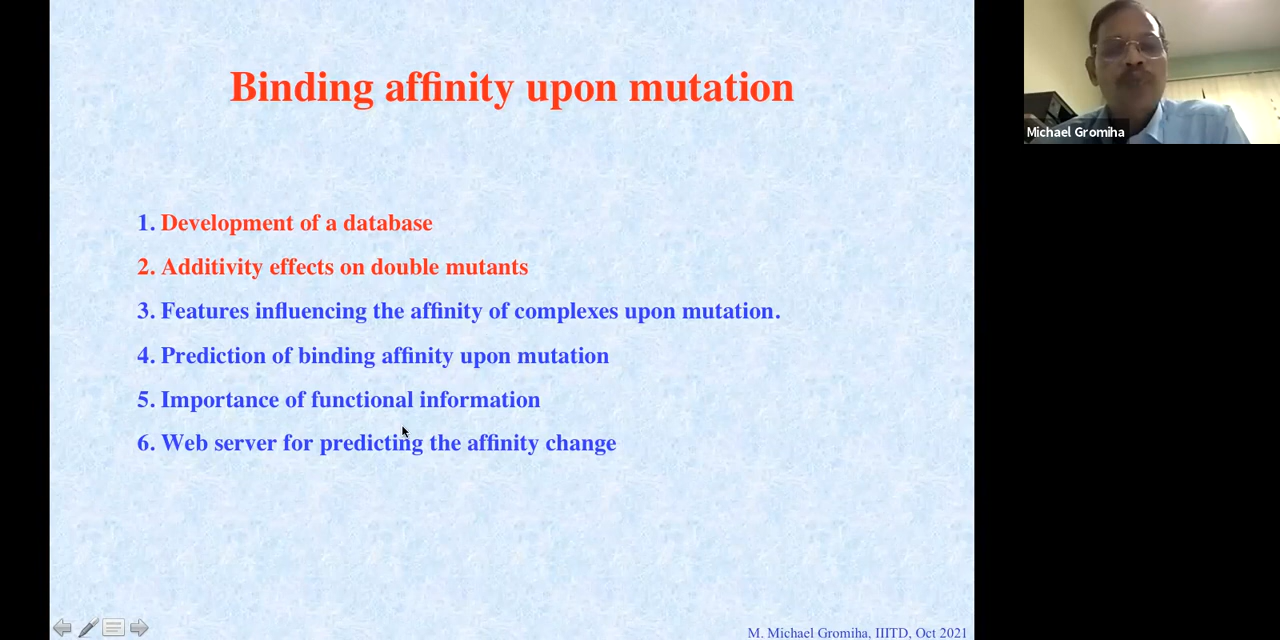 Binding affinity upon mutation
1. Development of a database
2. Additivity effects on double mutants
3. Features influencing the affinity of complexes upon mutation.
4. Prediction of binding affinity upon mutation
5. Importance of functional information
6. Web server for predicting the affinity change
M. Michael Gromiha, IIITD, Oct 2021
Michael Gromiha